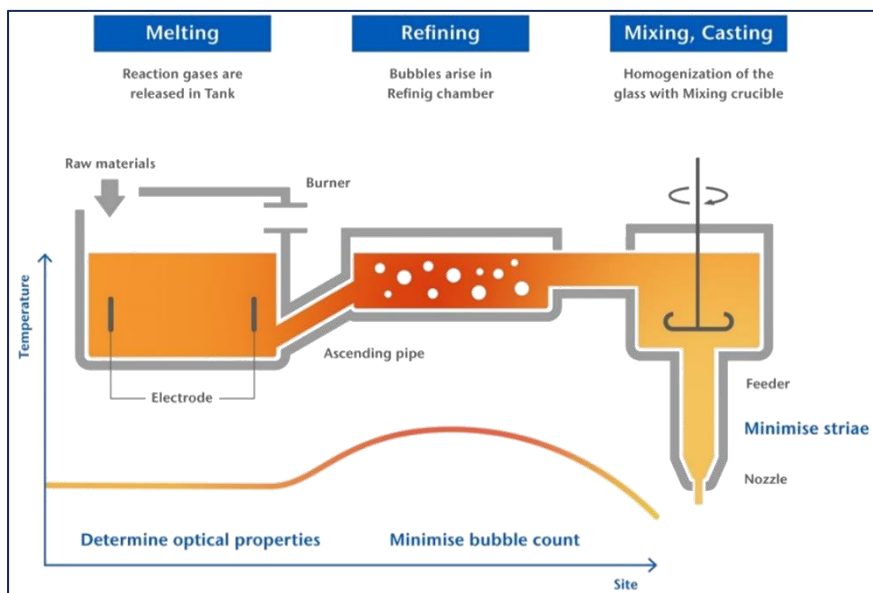 Melting
Refining
Mixing, Casting
Reaction gases are
released in Tank
Bubbles arise in
Refinig chamber
Homogenization of the
glass with Mixing crucible
Raw materials
Burner
Temperature
Ascending pipe
Electrode
Feeder
Minimise striae
Nozzle
Determine optical properties
Minimise bubble count
Site